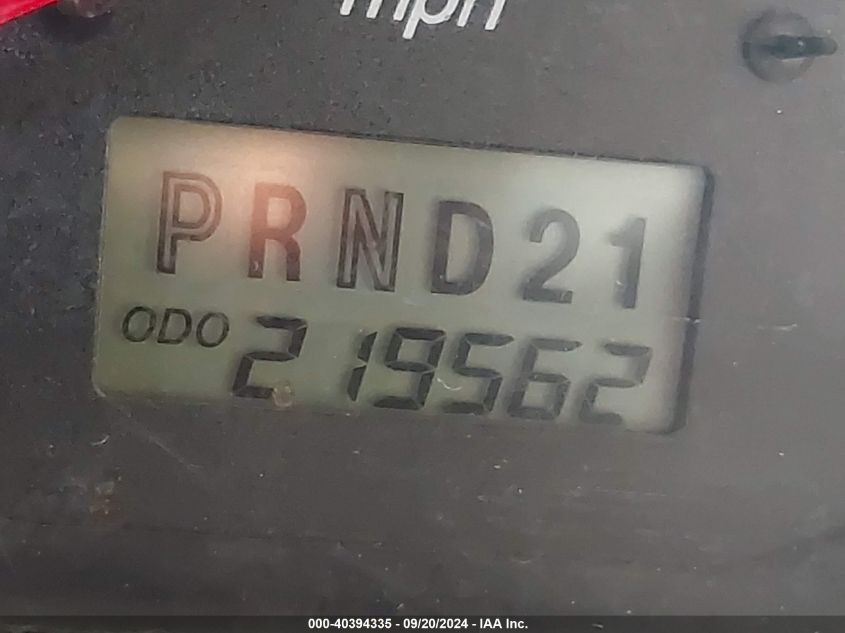 mph
PRND21
ODO 219562
000-40394335 - 09/20/2024 - IAA Inc.